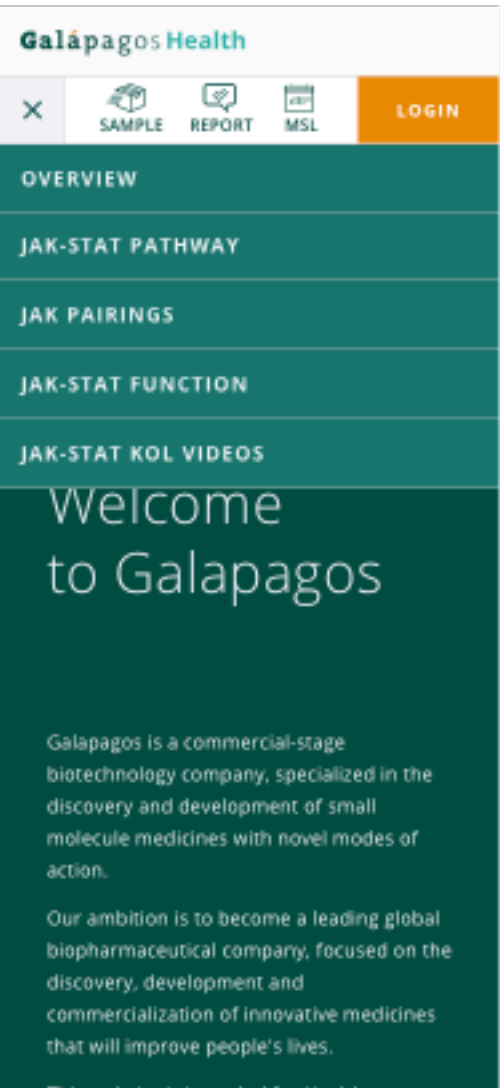 Galápagos Health
SAMPLE REPORT MSL LOGIN
OVERVIEW
JAK-STAT PATHWAY
JAK PAIRINGS
JAK-STAT FUNCTION
JAK-STAT KOL VIDEOS
Welcome
to Galapagos
Galapagos is a commercial-stage
biotechnology company, specialized in the
discovery and development of small
molecule medicines with novel modes of
action.
Our ambition is to become a leading global
biopharmaceutical company, focused on the
discovery, development and
commercialization of innovative medicines
that will improve people's lives.